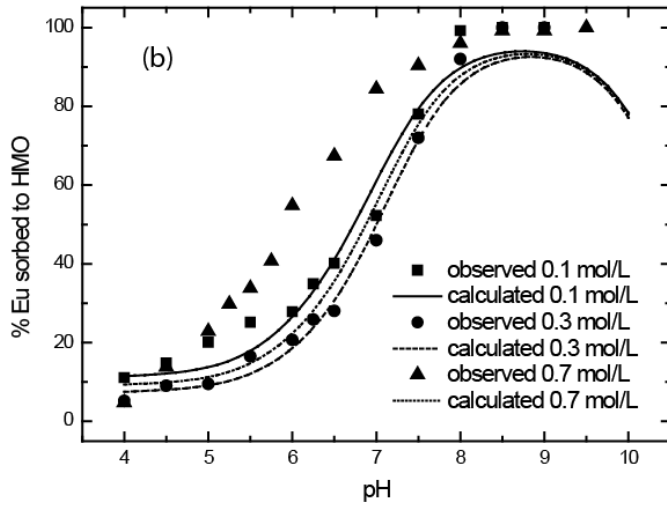 (b)
% Eu sorbed to HMO
100
80
60
40
20
0
observed 0.1 mol/L
calculated 0.1 mol/L
observed 0.3 mol/L
calculated 0.3 mol/L
observed 0.7 mol/L
calculated 0.7 mol/L
4 5 6 7 8 9 10
pH